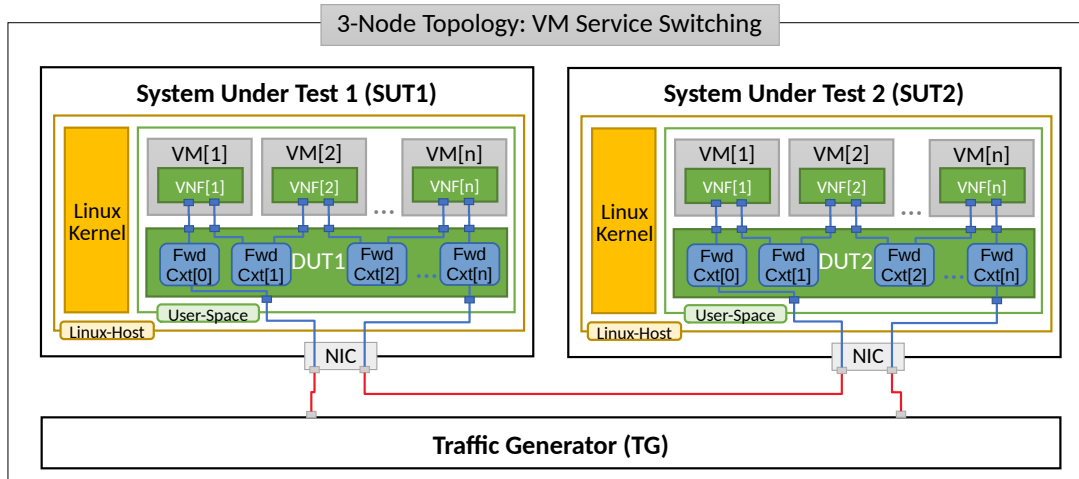 3-Node Topology: VM Service Switching
System Under Test 1 (SUT1)
Linux
Kernel
VM[1]
VNF[1]
VM[2]
VNF[2]
...
VM[n]
VNF[n]
DUT1
Fwd
Cxt[0]
Fwd
Cxt[1]
Fwd
Cxt[2]
...
Fwd
Cxt[n]
User-Space
Linux-Host
NIC
System Under Test 2 (SUT2)
Linux
Kernel
VM[1]
VNF[1]
VM[2]
VNF[2]
...
VM[n]
VNF[n]
DUT2
Fwd
Cxt[0]
Fwd
Cxt[1]
Fwd
Cxt[2]
...
Fwd
Cxt[n]
User-Space
Linux-Host
NIC
Traffic Generator (TG)